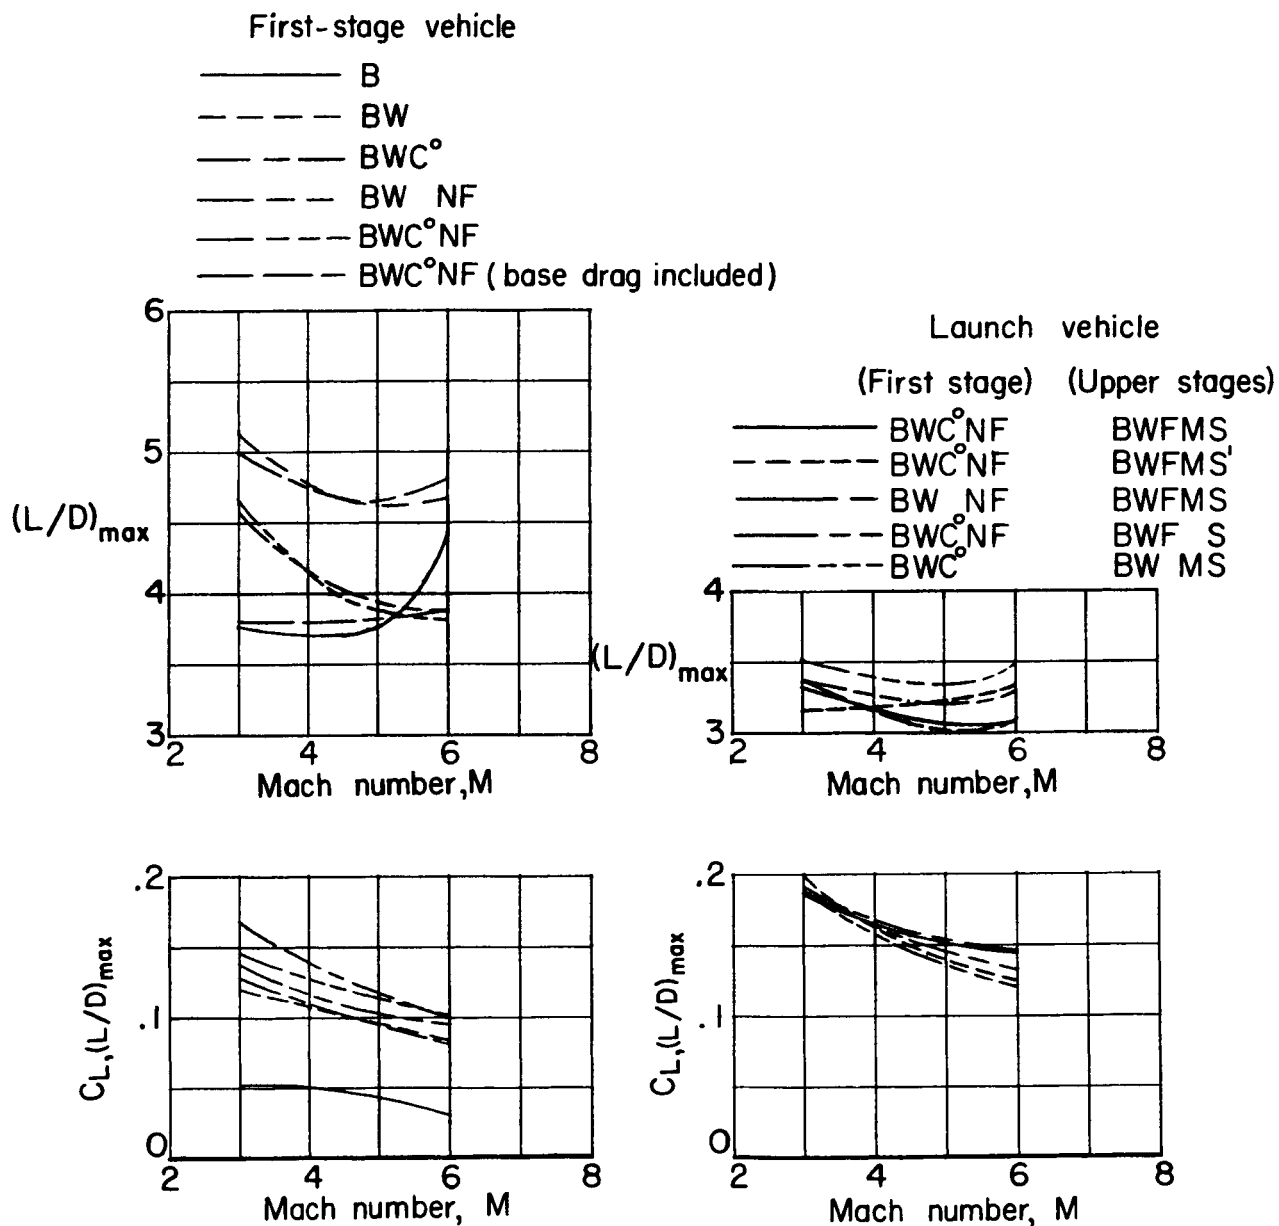 First-stage vehicle
B
BW
BWC°
BW NF
BWC°NF
BWC°NF (base drag included)
6
5
4
3
(L/D)max
2 4 6 8
Mach number, M
Launch vehicle
(First stage) (Upper stages)
BWC°NF BWFMS
BWC°NF BWFMS'
BW NF BWFMS
BWC°NF BWF S
BWC° BW MS
4
3
(L/D)max
2 4 6 8
Mach number, M
.2
.1
0
CL,(L/D)max
2 4 6 8
Mach number, M
.2
.1
0
CL,(L/D)max
2 4 6 8
Mach number, M